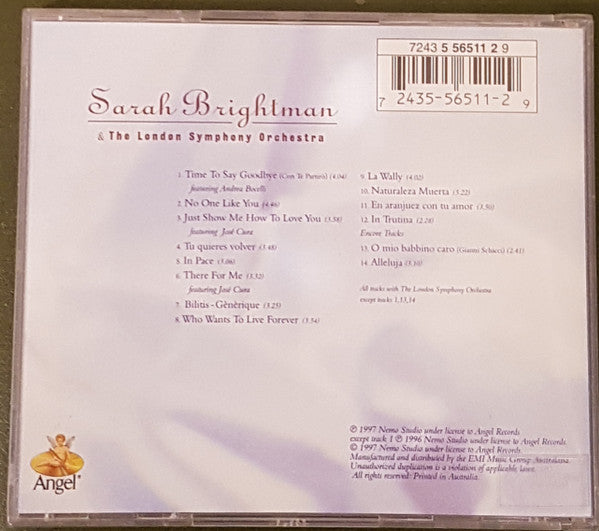 7243 5 56511 2 9
7 2435-56511-2 9
Sarah Brightman
& The London Symphony Orchestra
1. Time To Say Goodbye (Con Te Partirò) (4.04)
featuring Andrea Bocelli
2. No One Like You (4.46)
3. Just Show Me How To Love You (3.58)
featuring José Cura
4. Tu quieres volver (3.48)
5. In Pace (3.06)
6. There For Me (3.32)
featuring José Cura
7. Bilitis-Gènèrique (3.25)
8. Who Wants To Live Forever (3.54)
9. La Wally (4.02)
10. Naturaleza Muerta (5.22)
11. En aranjuez con tu amor (3.50)
12. In Trutina (2.28)
Encore Tracks
13. O mio babbino caro (Gianni Schicci) (2.41)
14. Alleluja (3.10)
All tracks with The London Symphony Orchestra
except tracks 1,13,14
℗ 1997 Nemo Studio under license to Angel Records
except track 1 ℗ 1996 Nemo Studio under license to Angel Records.
© 1997 Nemo Studio under license to Angel Records.
Manufactured and distributed by the EMI Music Group Australasia.
Unauthorized duplication is a violation of applicable laws.
All rights reserved. Printed in Australia.
Angel®